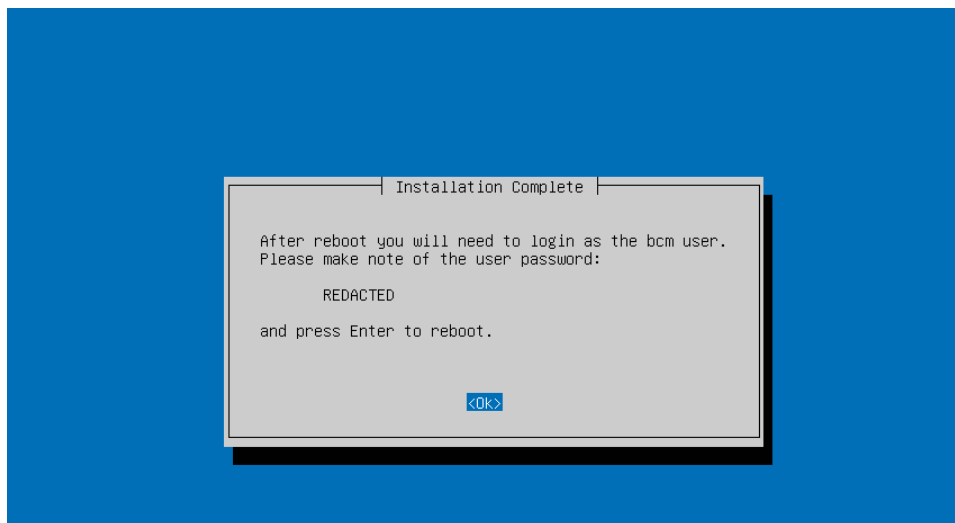 Installation Complete
After reboot you will need to login as the bcm user.
Please make note of the user password:
REDACTED
and press Enter to reboot.
<Ok>